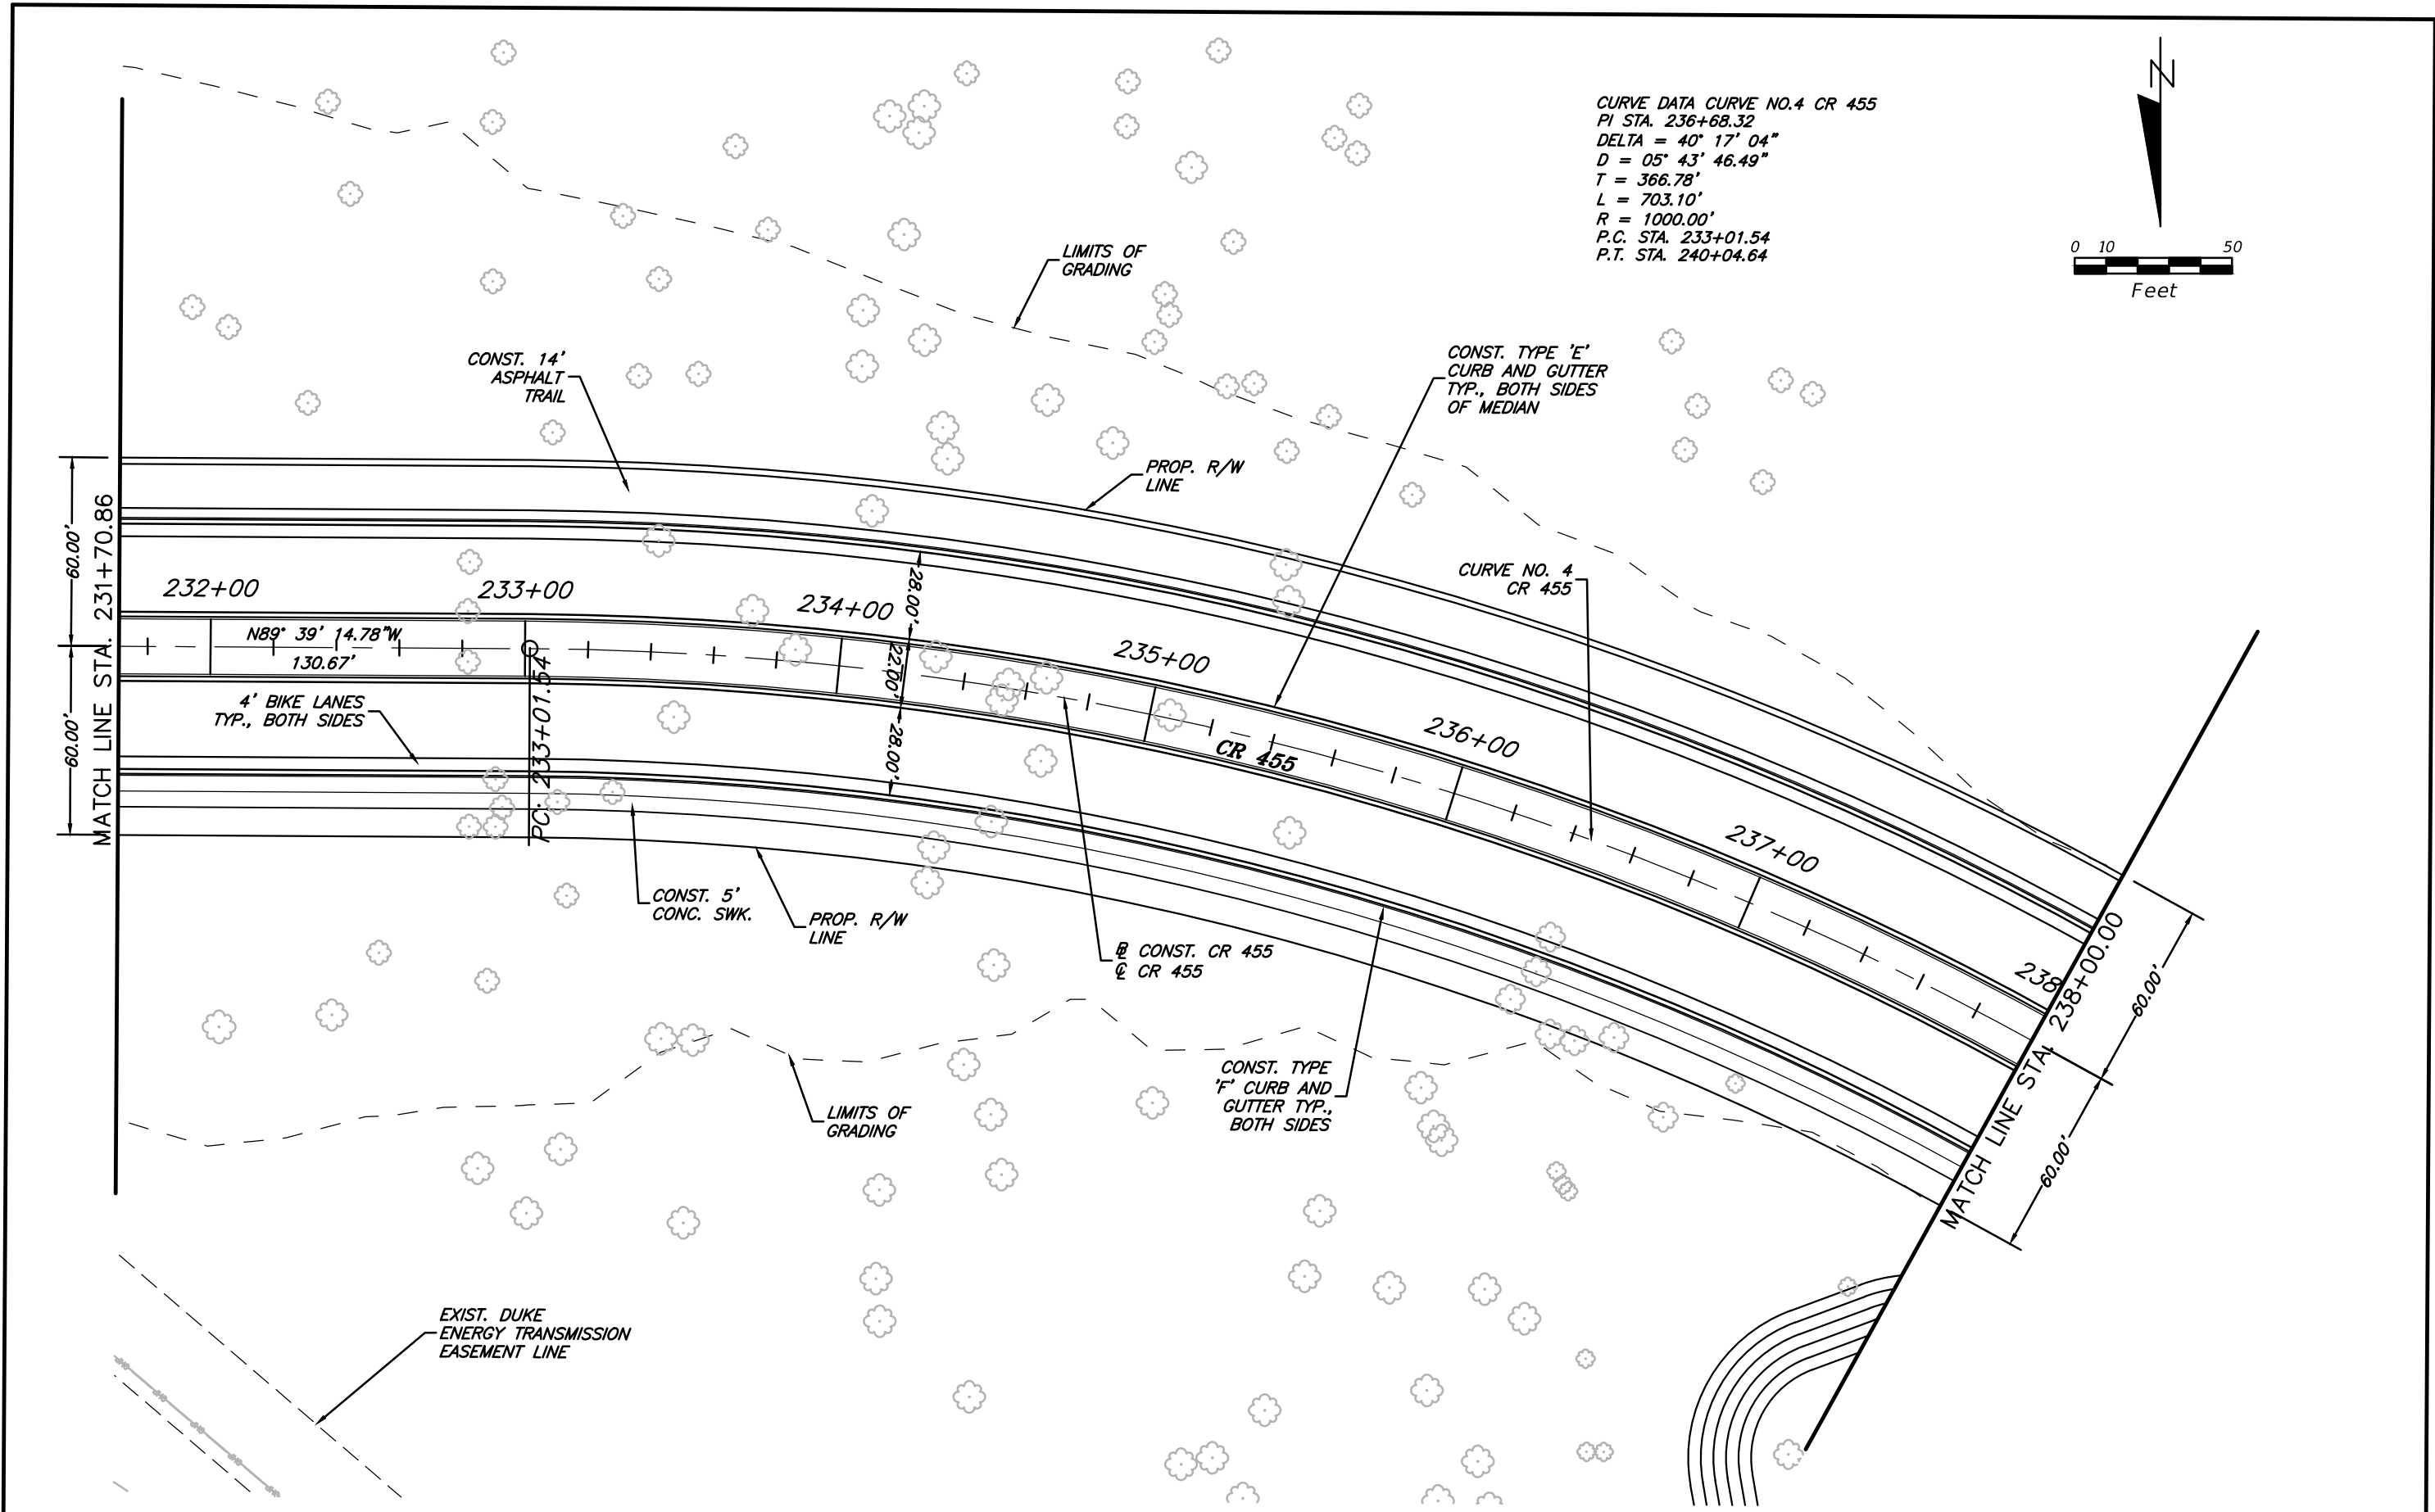 CURVE DATA CURVE NO.4 CR 455
PI STA. 236+68.32
DELTA = 40° 17' 04"
D = 05° 43' 46.49"
T = 366.78'
L = 703.10'
R = 1000.00'
P.C. STA. 233+01.54
P.T. STA. 240+04.64
N
0 10 50
Feet
LIMITS OF
GRADING
CONST. 14'
ASPHALT
TRAIL
CONST. TYPE 'E'
CURB AND GUTTER
TYP., BOTH SIDES
OF MEDIAN
PROP. R/W
LINE
CURVE NO. 4
CR 455
60.00'
60.00'
MATCH LINE STA. 231+70.86
232+00
233+00
234+00
235+00
236+00
237+00
238
N89° 39' 14.78"W
130.67'
28.00'
22.00'
28.00'
4' BIKE LANES
TYP., BOTH SIDES
PC. 233+01.54
CR 455
CONST. 5'
CONC. SWK.
PROP. R/W
LINE
BL CONST. CR 455
CL CR 455
MATCH LINE STA. 238+00.00
60.00'
60.00'
LIMITS OF
GRADING
CONST. TYPE
'F' CURB AND
GUTTER TYP.,
BOTH SIDES
EXIST. DUKE
ENERGY TRANSMISSION
EASEMENT LINE